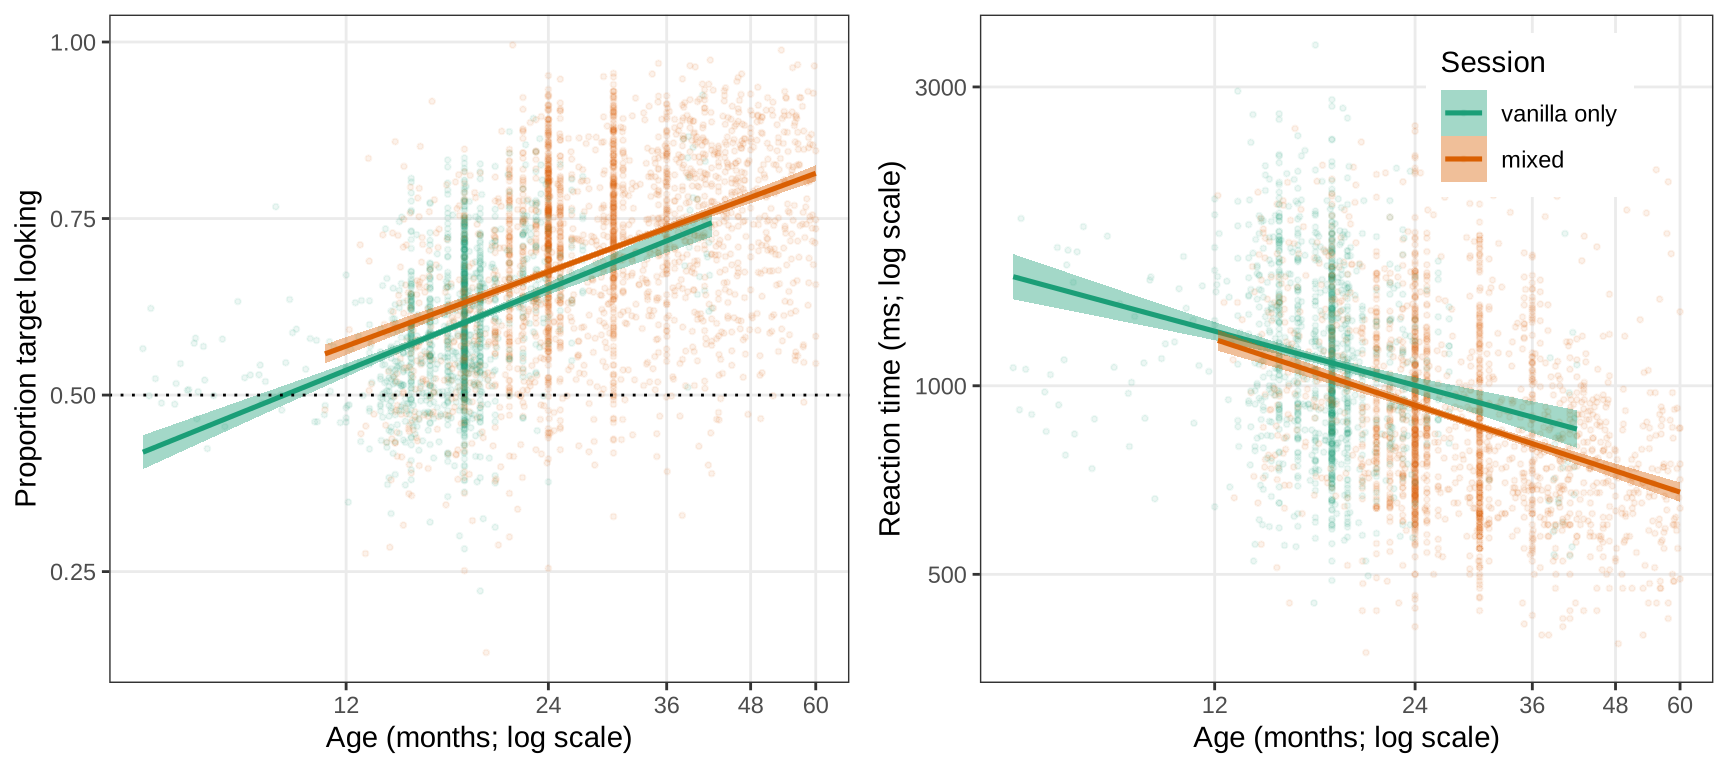 1.00
0.75
0.50
0.25
Proportion target looking
12 24 36 48 60
Age (months; log scale)
3000
1000
500
Reaction time (ms; log scale)
12 24 36 48 60
Age (months; log scale)
Session
vanilla only
mixed